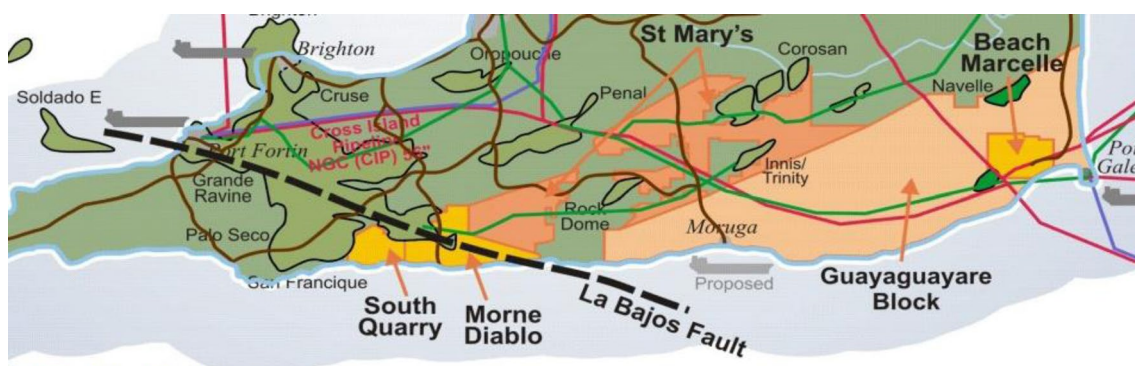 Brighton
Brighton
Soldado E
Cruse
Oropouche
Penal
St Mary's
Corosan
Beach
Marcelle
Navelle
Cross Island
Pipeline
NGC (CIP) 56"
Port Fortin
Grande
Ravine
Palo Seco
San Francique
Rock
Dome
Innis/
Trinity
Moruga
Proposed
South
Quarry
Morne
Diablo
La Bajos Fault
Guayaguayare
Block